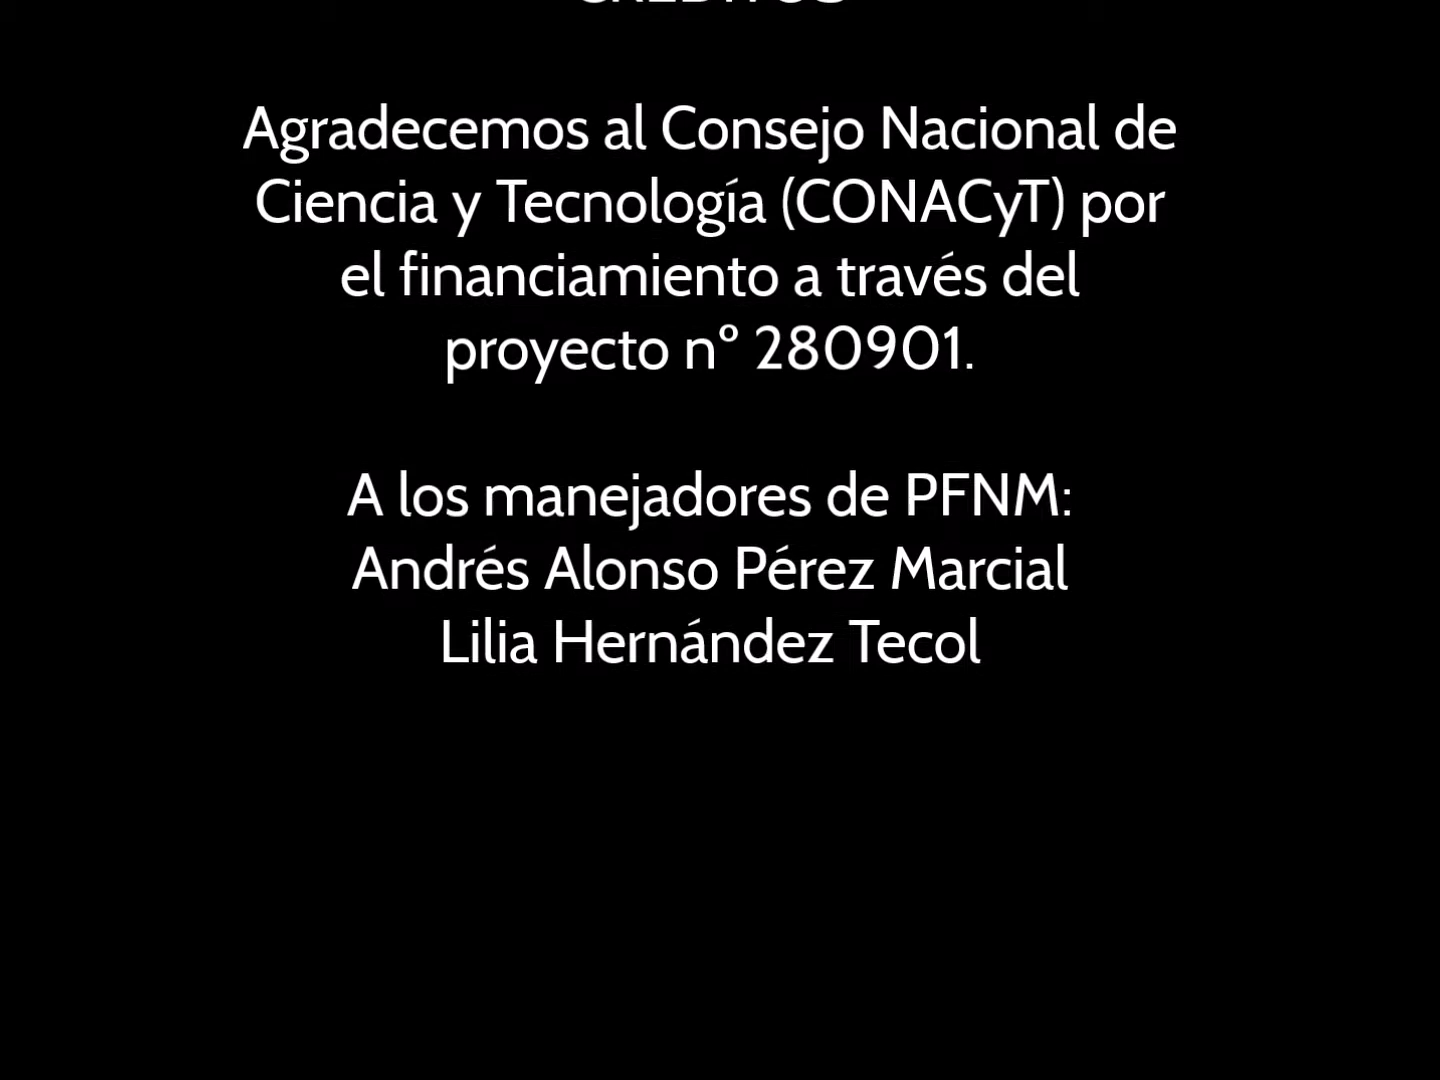 CRÉDITOS
Agradecemos al Consejo Nacional de
Ciencia y Tecnología (CONACyT) por
el financiamiento a través del
proyecto n° 280901.
A los manejadores de PFNM:
Andrés Alonso Pérez Marcial
Lilia Hernández Tecol